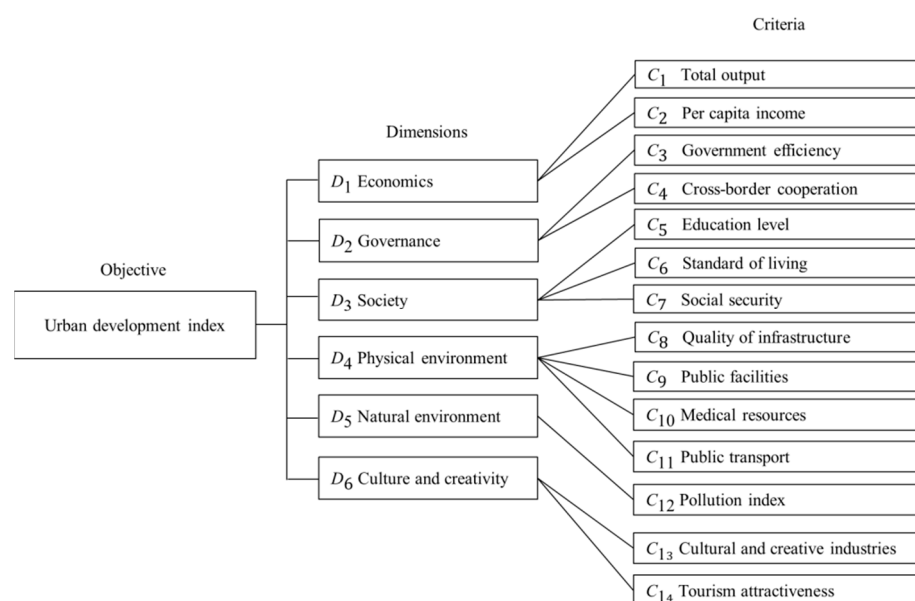 Criteria
Dimensions
Objective
Urban development index
D1 Economics
D2 Governance
D3 Society
D4 Physical environment
D5 Natural environment
D6 Culture and creativity
C1 Total output
C2 Per capita income
C3 Government efficiency
C4 Cross-border cooperation
C5 Education level
C6 Standard of living
C7 Social security
C8 Quality of infrastructure
C9 Public facilities
C10 Medical resources
C11 Public transport
C12 Pollution index
C13 Cultural and creative industries
C14 Tourism attractiveness